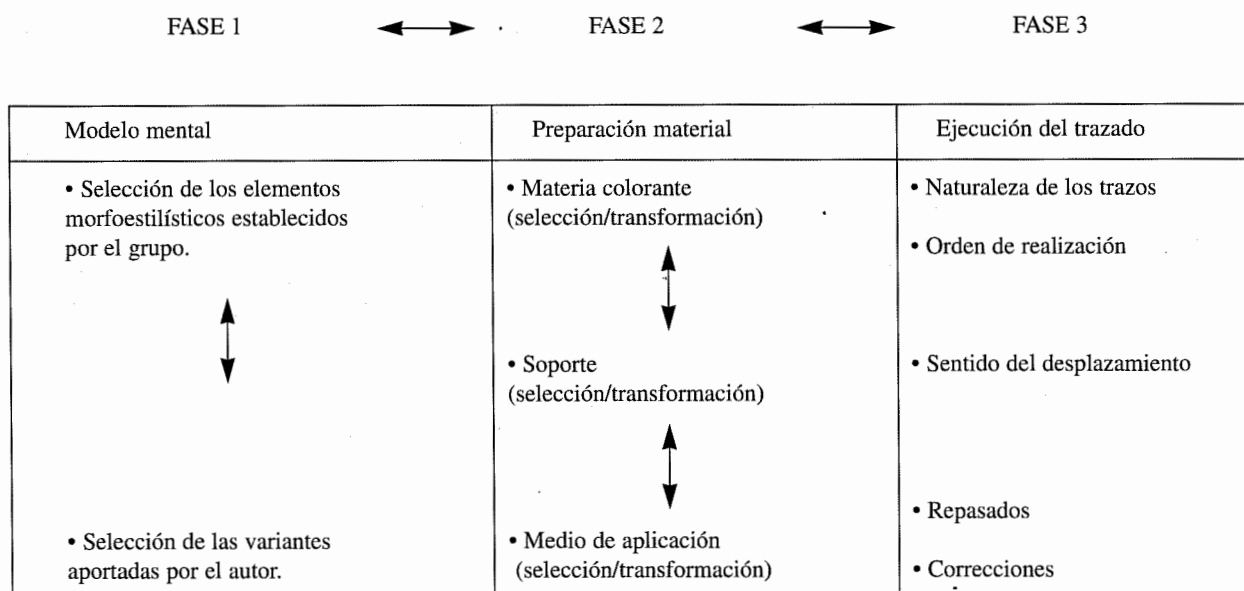 FASE 1 FASE 2 FASE 3
Modelo mental
• Selección de los elementos
morfoestilísticos establecidos
por el grupo.
• Selección de las variantes
aportadas por el autor.
Preparación material
• Materia colorante
(selección/transformación)
• Soporte
(selección/transformación)
• Medio de aplicación
(selección/transformación)
Ejecución del trazado
• Naturaleza de los trazos
• Orden de realización
• Sentido del desplazamiento
• Repasados
• Correcciones